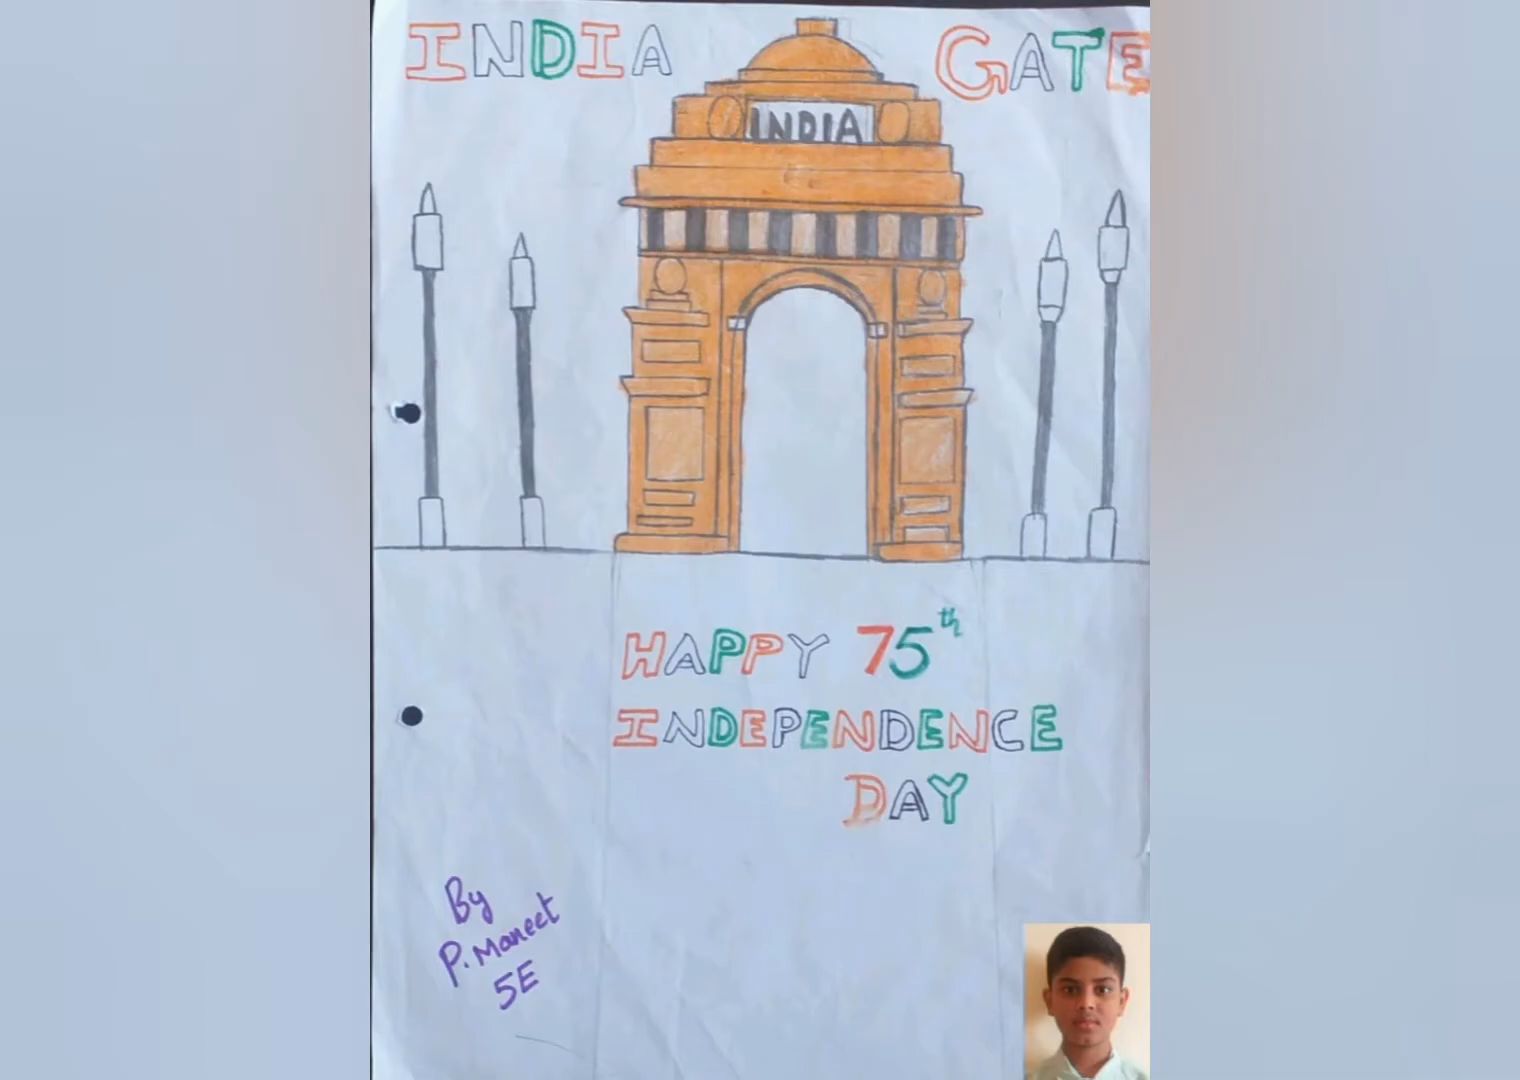 INDIA GATE
INDIA
HAPPY 75th
INDEPENDENCE
DAY
By
P. Maneet
5E